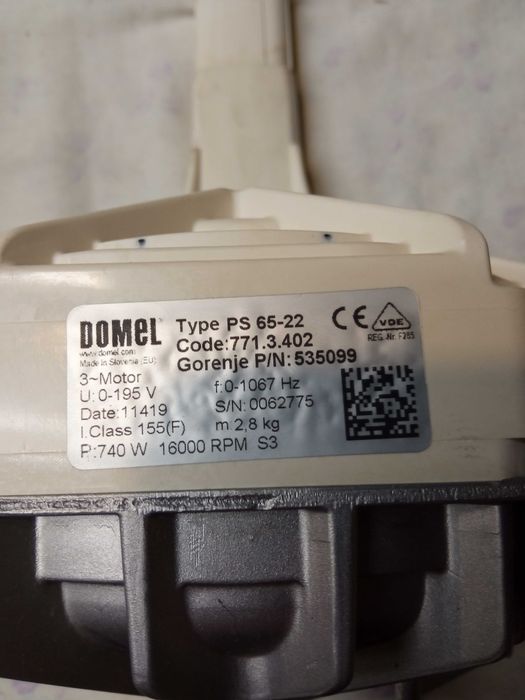 DOMEL
www.domel.com
Made in Slovenia (EU)
Type PS 65-22
Code:771.3.402
Gorenje P/N:535099
CE
VDE
REG.-Nr. F285
3~Motor
U:0-195 V
f:0-1067 Hz
Date:11419
S/N:0062775
I.Class 155(F)
m 2,8 kg
P:740 W 16000 RPM S3